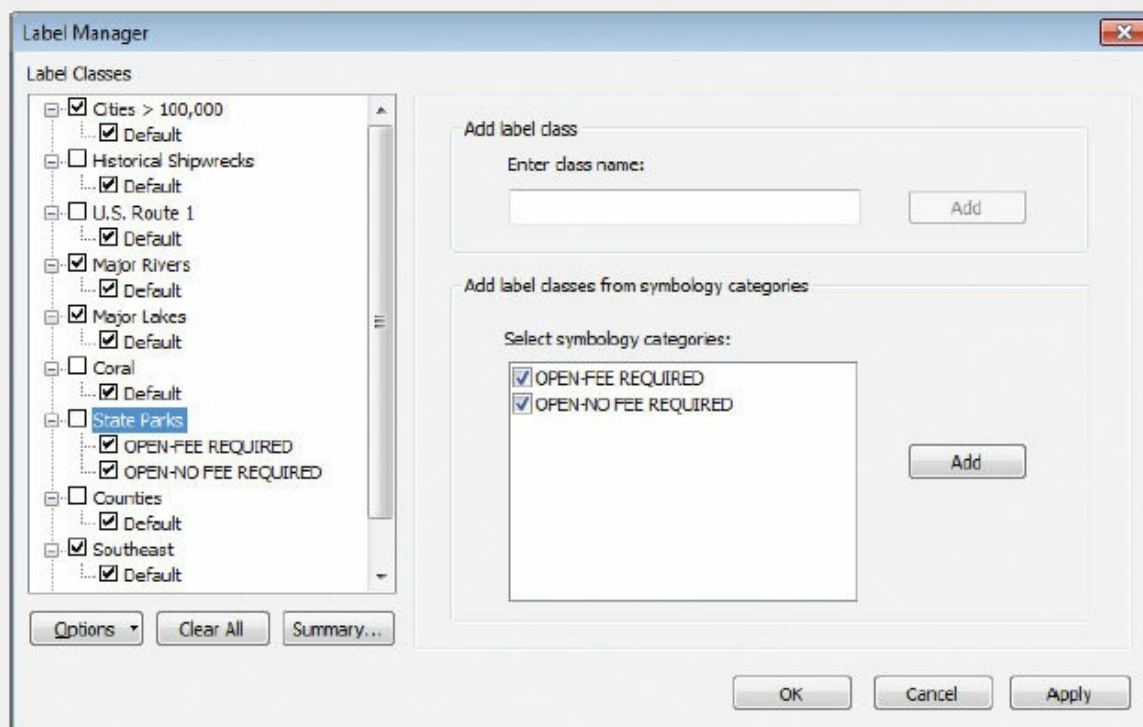 Label Manager
Label Classes
Cities > 100,000
Default
Historical Shipwrecks
Default
U.S. Route 1
Default
Major Rivers
Default
Major Lakes
Default
Coral
Default
State Parks
OPEN-FEE REQUIRED
OPEN-NO FEE REQUIRED
Counties
Default
Southeast
Default
Options
Clear All
Summary...
Add label class
Enter class name:
Add
Add label classes from symbology categories
Select symbology categories:
OPEN-FEE REQUIRED
OPEN-NO FEE REQUIRED
Add
OK
Cancel
Apply